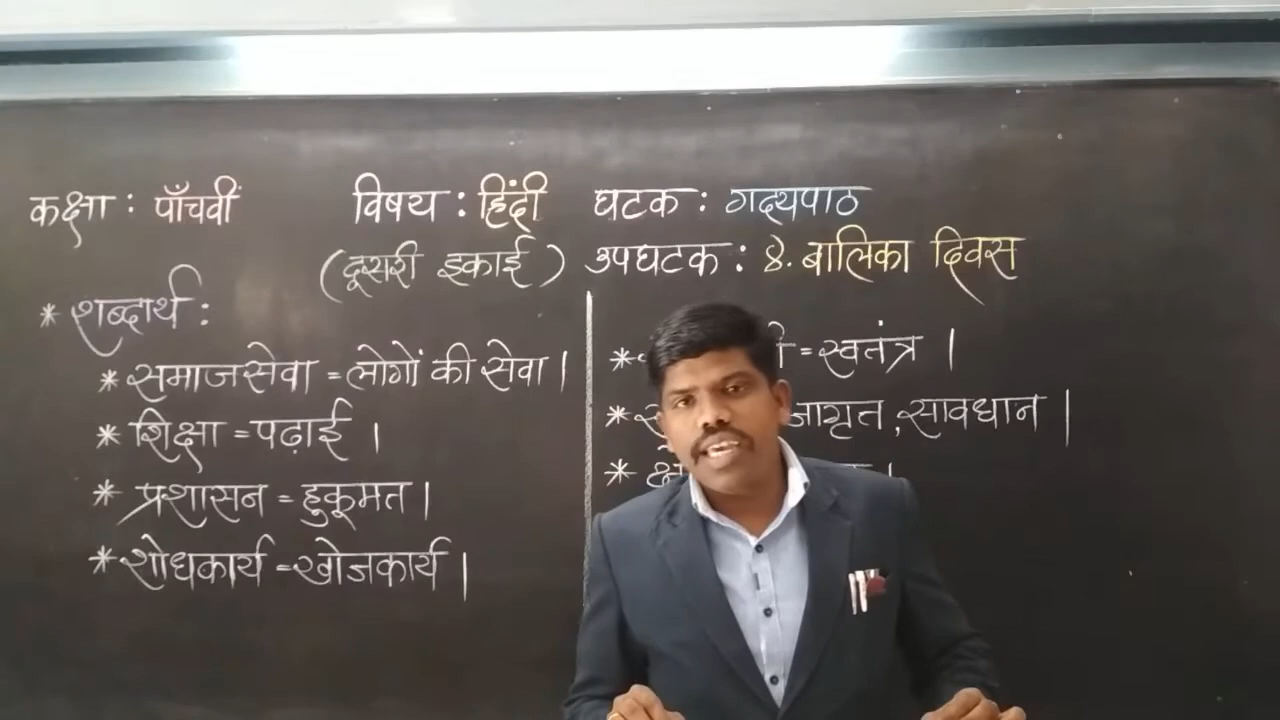 कक्षा : पाँचवीं विषय : हिंदी घटक : गद्यपाठ
(दूसरी इकाई) उपघटक : 8. बालिका दिवस
* शब्दार्थ :
* समाजसेवा = लोगों की सेवा ।
* शिक्षा = पढ़ाई ।
* प्रशासन = हुकूमत ।
* शोधकार्य = खोजकार्य ।
* = स्वतंत्र ।
* जागृत, सावधान ।
*